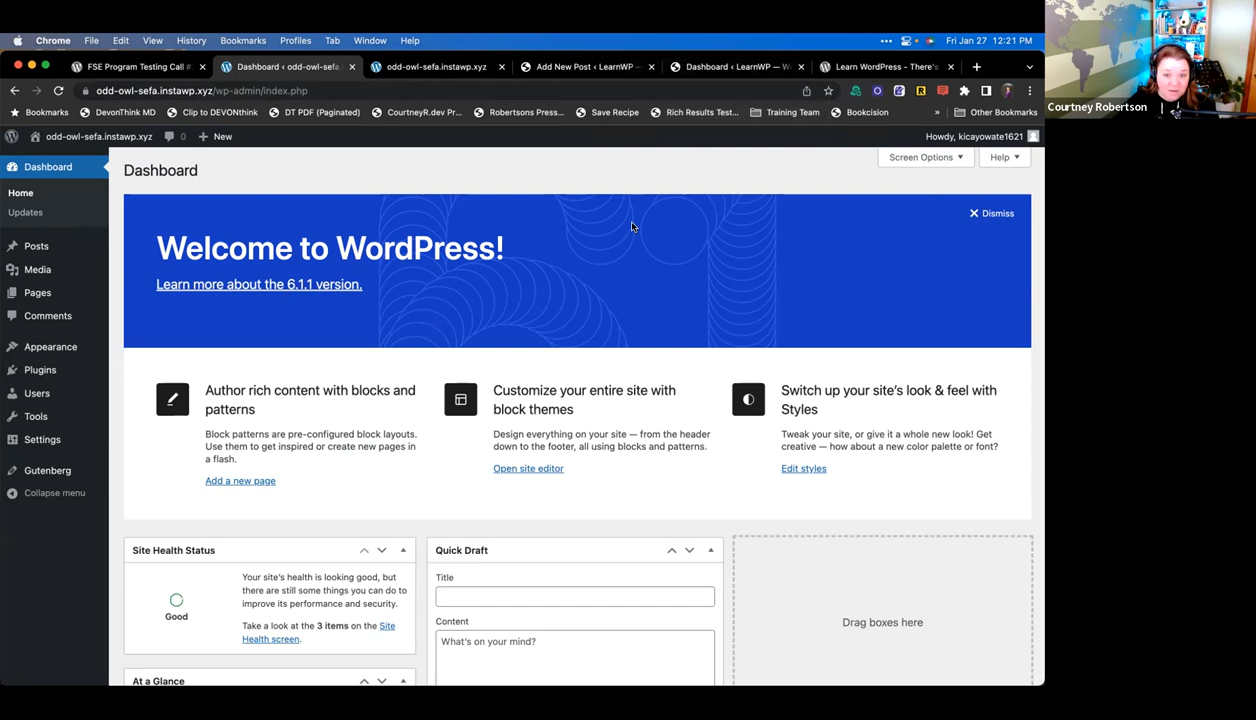 Chrome File Edit View History Bookmarks Profiles Tab Window Help
Fri Jan 27 12:21 PM
FSE Program Testing Call #
Dashboard ‹ odd-owl-sefa.
odd-owl-sefa.instawp.xyz
Add New Post ‹ LearnWP —
Dashboard ‹ LearnWP — W
Learn WordPress - There's
odd-owl-sefa.instawp.xyz/wp-admin/index.php
Bookmarks DevonThink MD Clip to DEVONthink DT PDF (Paginated) CourtneyR.dev Pr... Robertsons Press... Save Recipe Rich Results Test... Training Team Bookcision » Other Bookmarks
odd-owl-sefa.instawp.xyz 0 New
Howdy, kicayowate1621
Courtney Robertson
Dashboard
Home
Updates
Posts
Media
Pages
Comments
Appearance
Plugins
Users
Tools
Settings
Gutenberg
Collapse menu
Dashboard
Screen Options
Help
Welcome to WordPress!
Learn more about the 6.1.1 version.
Dismiss
Author rich content with blocks and
patterns
Block patterns are pre-configured block layouts.
Use them to get inspired or create new pages in
a flash.
Add a new page
Customize your entire site with
block themes
Design everything on your site — from the header
down to the footer, all using blocks and patterns.
Open site editor
Switch up your site's look & feel with
Styles
Tweak your site, or give it a whole new look! Get
creative — how about a new color palette or font?
Edit styles
Site Health Status
Good
Your site's health is looking good, but
there are still some things you can do to
improve its performance and security.
Take a look at the 3 items on the Site
Health screen.
At a Glance
Quick Draft
Title
Content
What's on your mind?
Drag boxes here